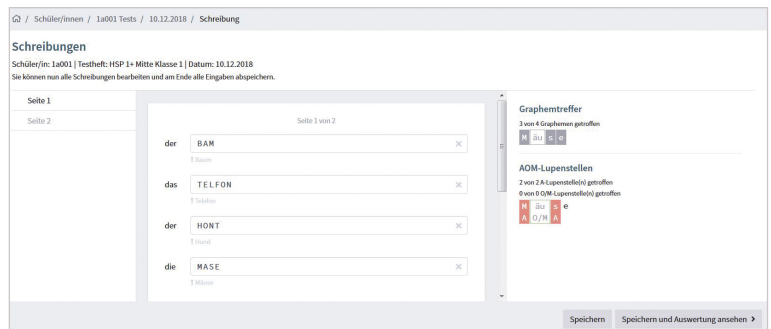 / Schüler/innen / 1a001 Tests / 10.12.2018 / Schreibung
Schreibungen
Schüler/in: 1a001 | Testheft: HSP 1+ Mitte Klasse 1 | Datum: 10.12.2018
Sie können nun alle Schreibungen bearbeiten und am Ende alle Eingaben abspeichern.
Seite 1
Seite 2
Seite 1 von 2
der BAM ×
Baum
das TELFON ×
Telefon
der HONT ×
Hund
die MASE ×
Mäuse
Graphemtreffer
3 von 4 Graphemen getroffen
M äu s e
AOM-Lupenstellen
2 von 2 A-Lupenstelle(n) getroffen
0 von 0 O/M-Lupenstelle(n) getroffen
M äu s e
A O/M A
Speichern Speichern und Auswertung ansehen